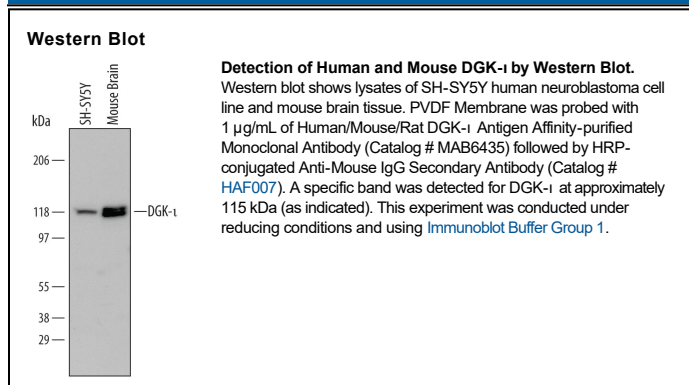 Western Blot
SH-SY5Y
Mouse Brain
kDa
206
118
DGK-ι
97
55
38
29
Detection of Human and Mouse DGK-ι by Western Blot.
Western blot shows lysates of SH-SY5Y human neuroblastoma cell
line and mouse brain tissue. PVDF Membrane was probed with
1 µg/mL of Human/Mouse/Rat DGK-ι Antigen Affinity-purified
Monoclonal Antibody (Catalog # MAB6435) followed by HRP-
conjugated Anti-Mouse IgG Secondary Antibody (Catalog #
HAF007). A specific band was detected for DGK-ι at approximately
115 kDa (as indicated). This experiment was conducted under
reducing conditions and using Immunoblot Buffer Group 1.